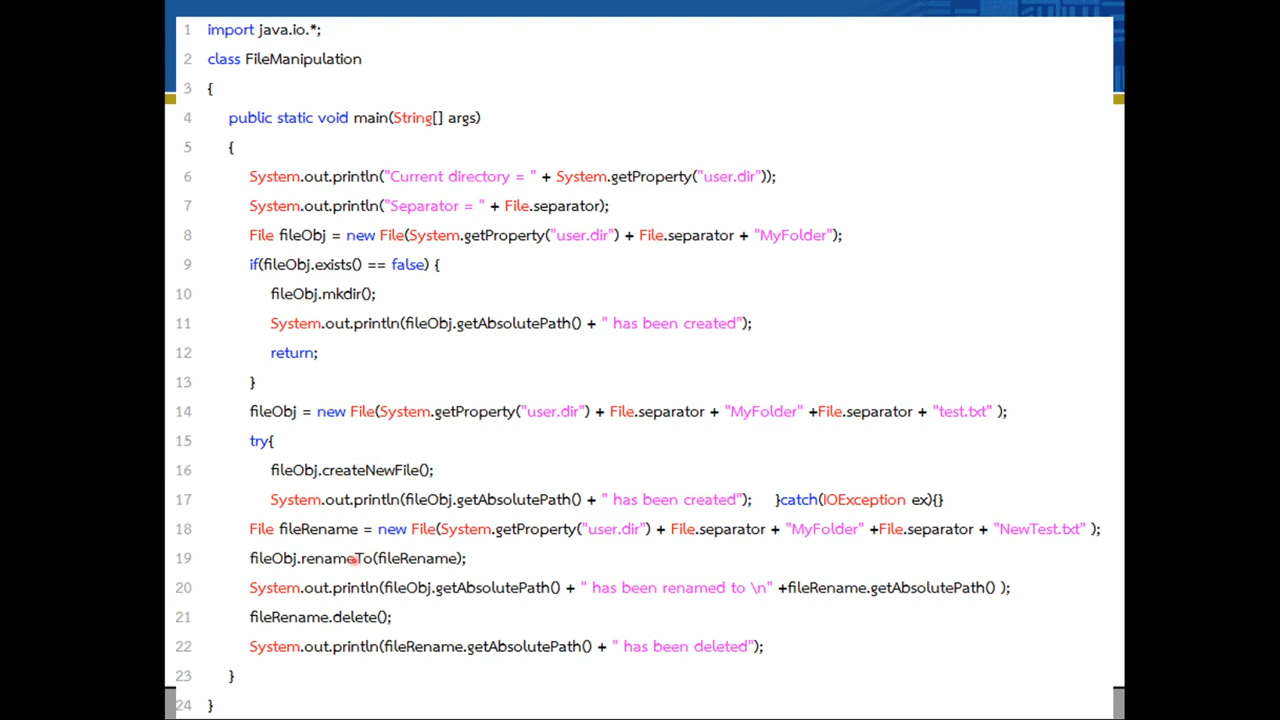 1 import java.io.*;
2 class FileManipulation
3 {
4 public static void main(String[] args)
5 {
6 System.out.println("Current directory = " + System.getProperty("user.dir"));
7 System.out.println("Separator = " + File.separator);
8 File fileObj = new File(System.getProperty("user.dir") + File.separator + "MyFolder");
9 if(fileObj.exists() == false) {
10 fileObj.mkdir();
11 System.out.println(fileObj.getAbsolutePath() + " has been created");
12 return;
13 }
14 fileObj = new File(System.getProperty("user.dir") + File.separator + "MyFolder" +File.separator + "test.txt" );
15 try{
16 fileObj.createNewFile();
17 System.out.println(fileObj.getAbsolutePath() + " has been created"); }catch(IOException ex){}
18 File fileRename = new File(System.getProperty("user.dir") + File.separator + "MyFolder" +File.separator + "NewTest.txt" );
19 fileObj.renameTo(fileRename);
20 System.out.println(fileObj.getAbsolutePath() + " has been renamed to \n" +fileRename.getAbsolutePath() );
21 fileRename.delete();
22 System.out.println(fileRename.getAbsolutePath() + " has been deleted");
23 }
24 }